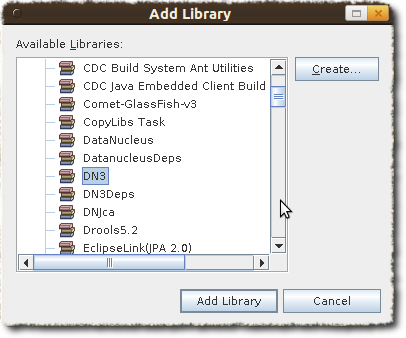 Add Library
Available Libraries:
CDC Build System Ant Utilities
CDC Java Embedded Client Build
Comet-GlassFish-v3
CopyLibs Task
DataNucleus
DatanucleusDeps
DN3
DN3Deps
DNJca
Drools5.2
EclipseLink(JPA 2.0)
Create...
Add Library
Cancel